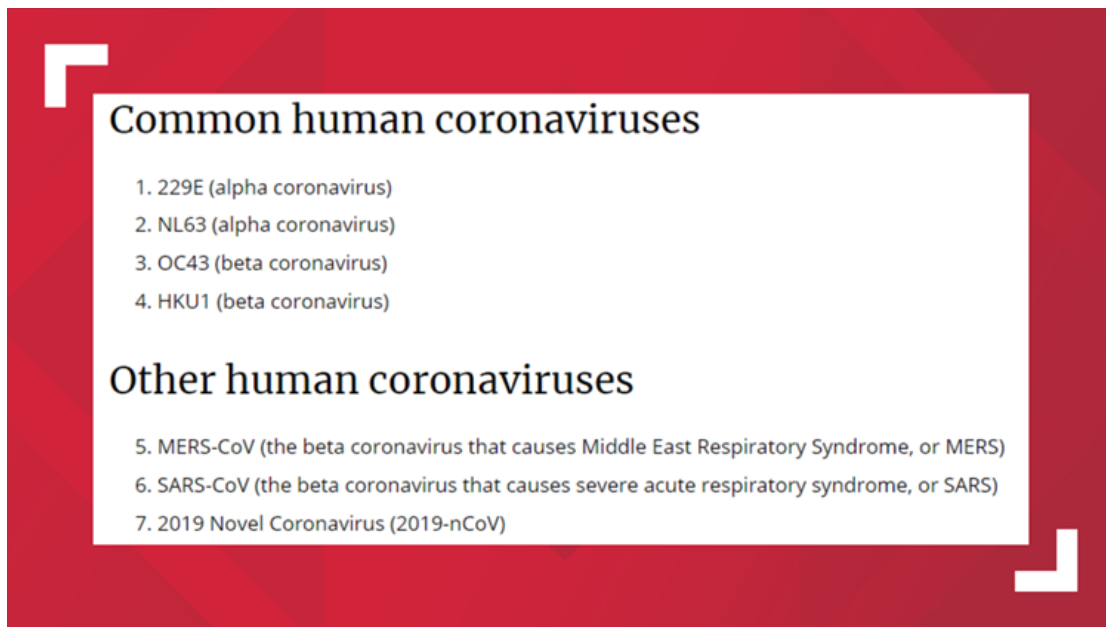 Common human coronaviruses
1. 229E (alpha coronavirus)
2. NL63 (alpha coronavirus)
3. OC43 (beta coronavirus)
4. HKU1 (beta coronavirus)
Other human coronaviruses
5. MERS-CoV (the beta coronavirus that causes Middle East Respiratory Syndrome, or MERS)
6. SARS-CoV (the beta coronavirus that causes severe acute respiratory syndrome, or SARS)
7. 2019 Novel Coronavirus (2019-nCoV)